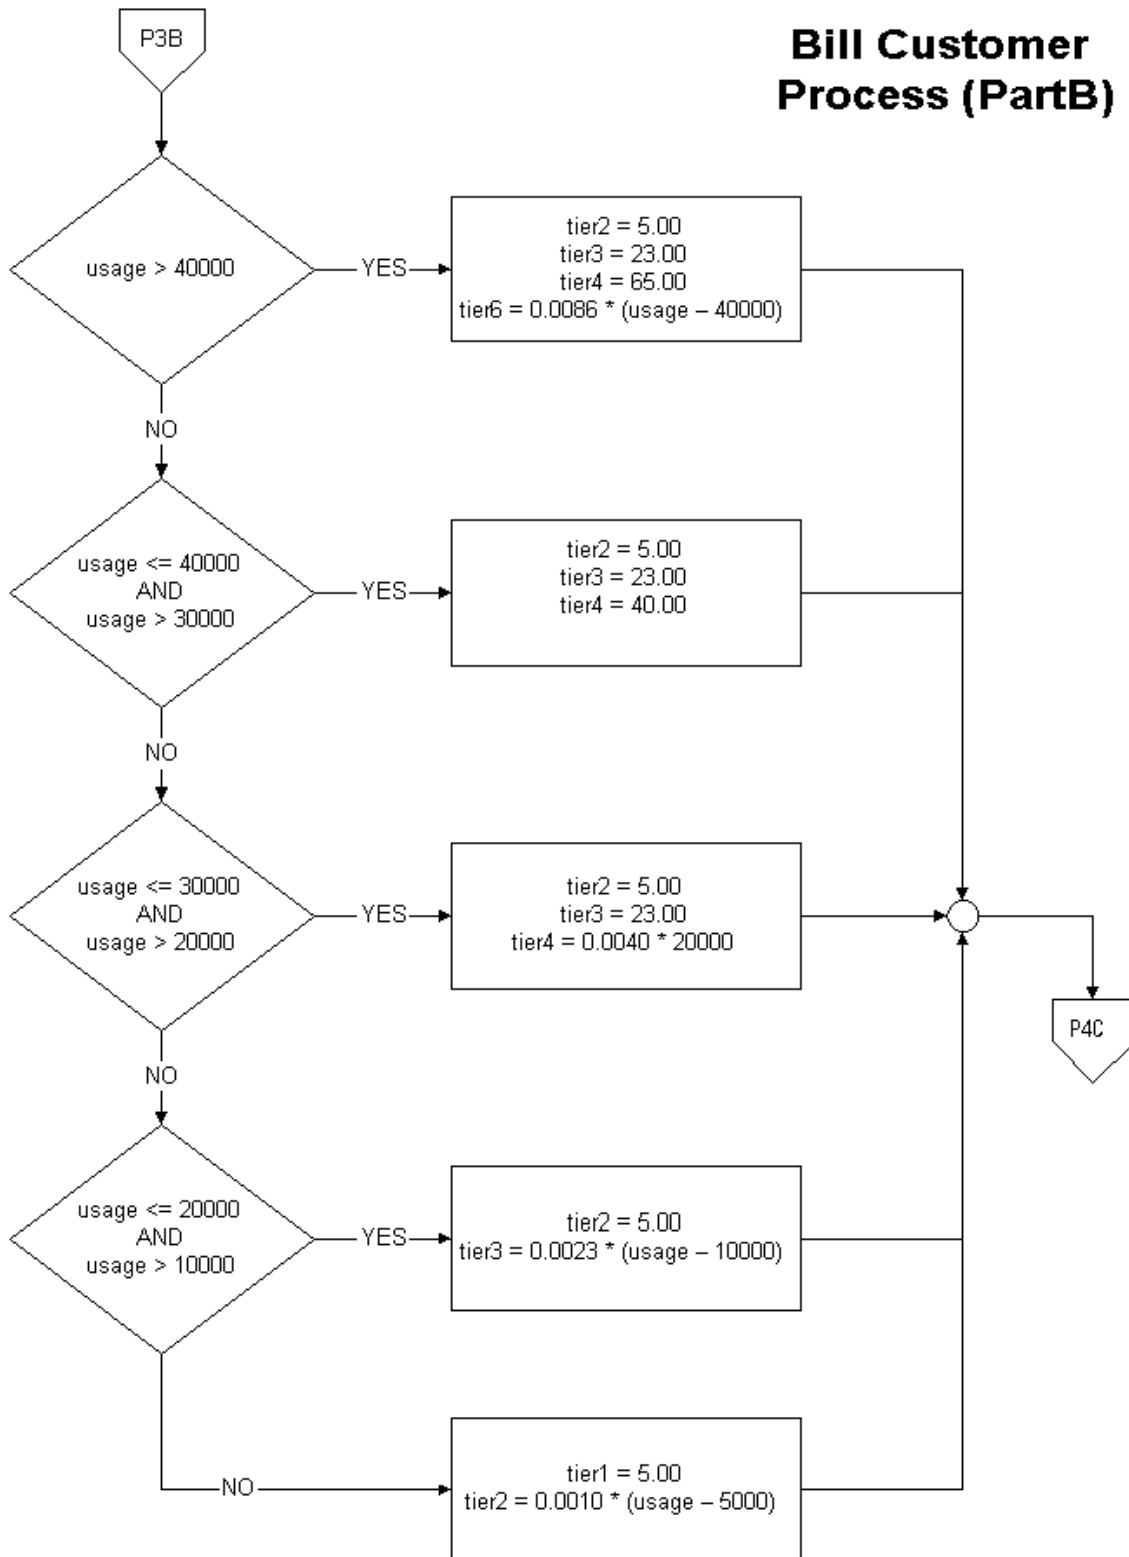 P3B
Bill Customer
Process (PartB)
usage > 40000
YES
tier2 = 5.00
tier3 = 23.00
tier4 = 65.00
tier6 = 0.0086 * (usage – 40000)
NO
usage <= 40000
AND
usage > 30000
YES
tier2 = 5.00
tier3 = 23.00
tier4 = 40.00
NO
usage <= 30000
AND
usage > 20000
YES
tier2 = 5.00
tier3 = 23.00
tier4 = 0.0040 * 20000
P4C
NO
usage <= 20000
AND
usage > 10000
YES
tier2 = 5.00
tier3 = 0.0023 * (usage – 10000)
NO
tier1 = 5.00
tier2 = 0.0010 * (usage – 5000)